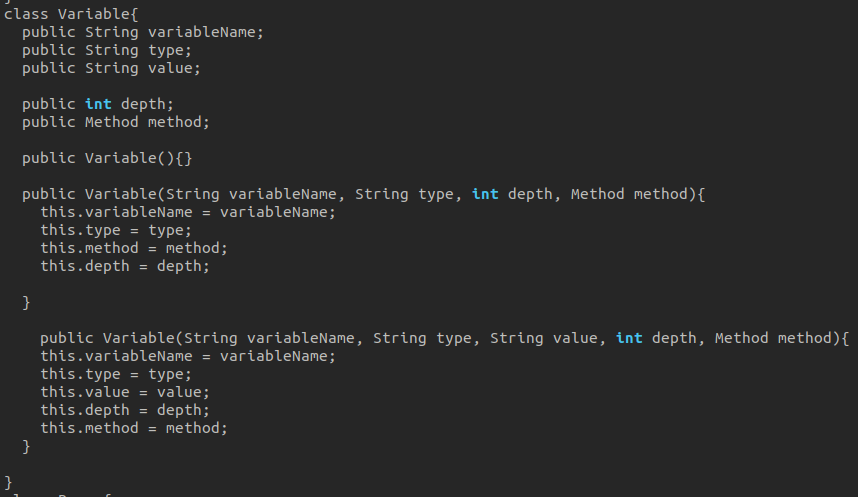 }
class Variable{
  public String variableName;
  public String type;
  public String value;

  public int depth;
  public Method method;

  public Variable(){}

  public Variable(String variableName, String type, int depth, Method method){
    this.variableName = variableName;
    this.type = type;
    this.method = method;
    this.depth = depth;

  }

    public Variable(String variableName, String type, String value, int depth, Method method){
    this.variableName = variableName;
    this.type = type;
    this.value = value;
    this.depth = depth;
    this.method = method;
  }

}